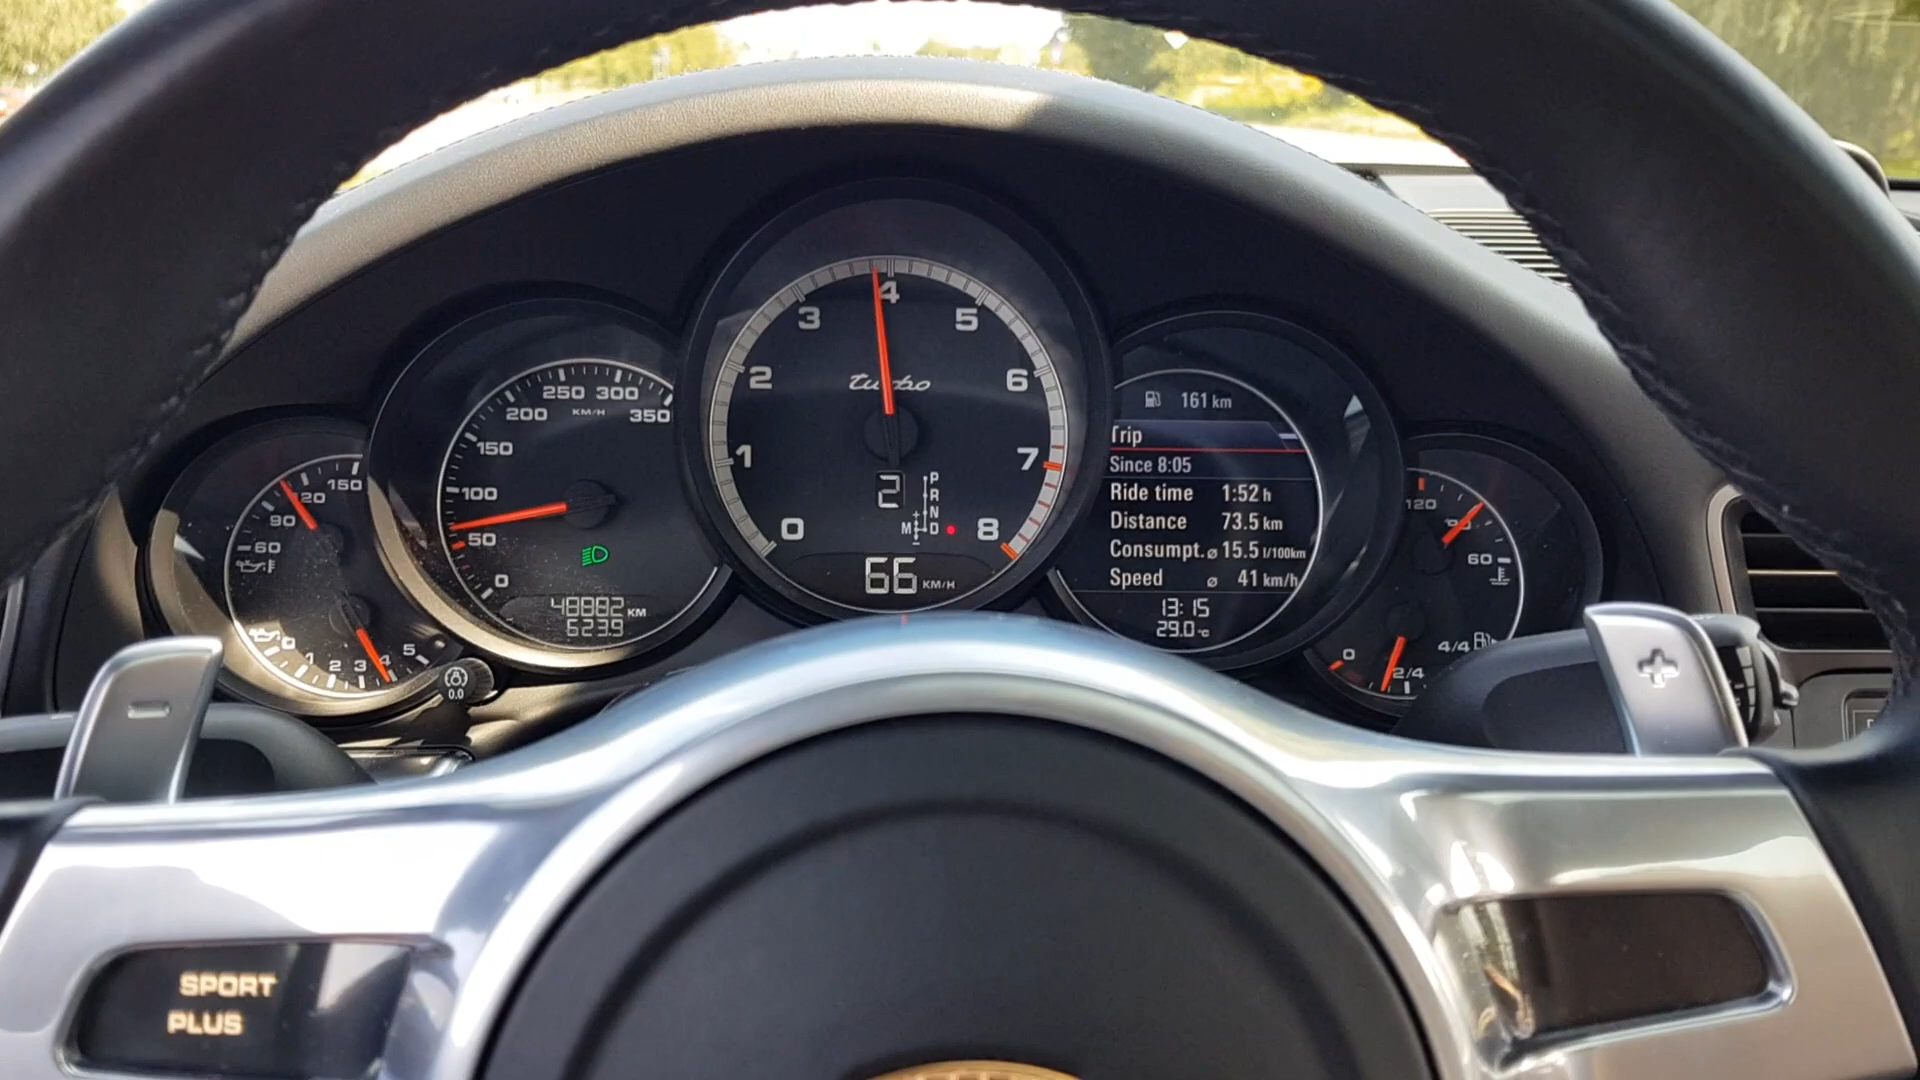 60
90
120
150
0
1
2
3
4
5
0.0
0
50
100
150
200
250
300
350
KM/H
48882 KM
623.9
0
1
2
3
4
5
6
7
8
turbo
2
P
R
N
M D
+
-
66 KM/H
161 km
Trip
Since 8:05
Ride time 1:52 h
Distance 73.5 km
Consumpt. ⌀ 15.5 l/100km
Speed ⌀ 41 km/h
13:15
29.0 °C
120
60
0
2/4
4/4
-
+
SPORT
PLUS